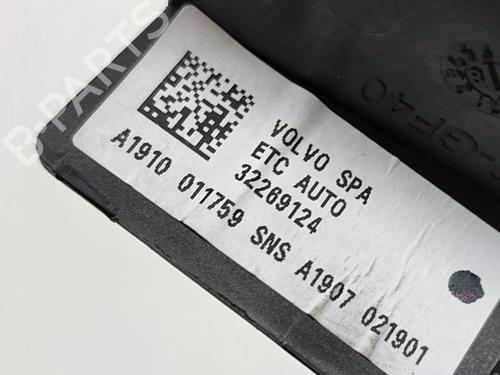 VOLVO SPA
ETC AUTO
32269124
A1910 011759 SNS A1907 021901
B-PARTS